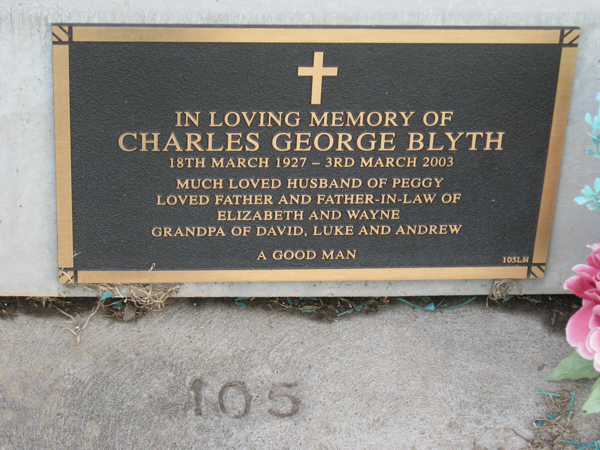 IN LOVING MEMORY OF
CHARLES GEORGE BLYTH
18TH MARCH 1927 – 3RD MARCH 2003
MUCH LOVED HUSBAND OF PEGGY
LOVED FATHER AND FATHER-IN-LAW OF
ELIZABETH AND WAYNE
GRANDPA OF DAVID, LUKE AND ANDREW
A GOOD MAN
105LH
105